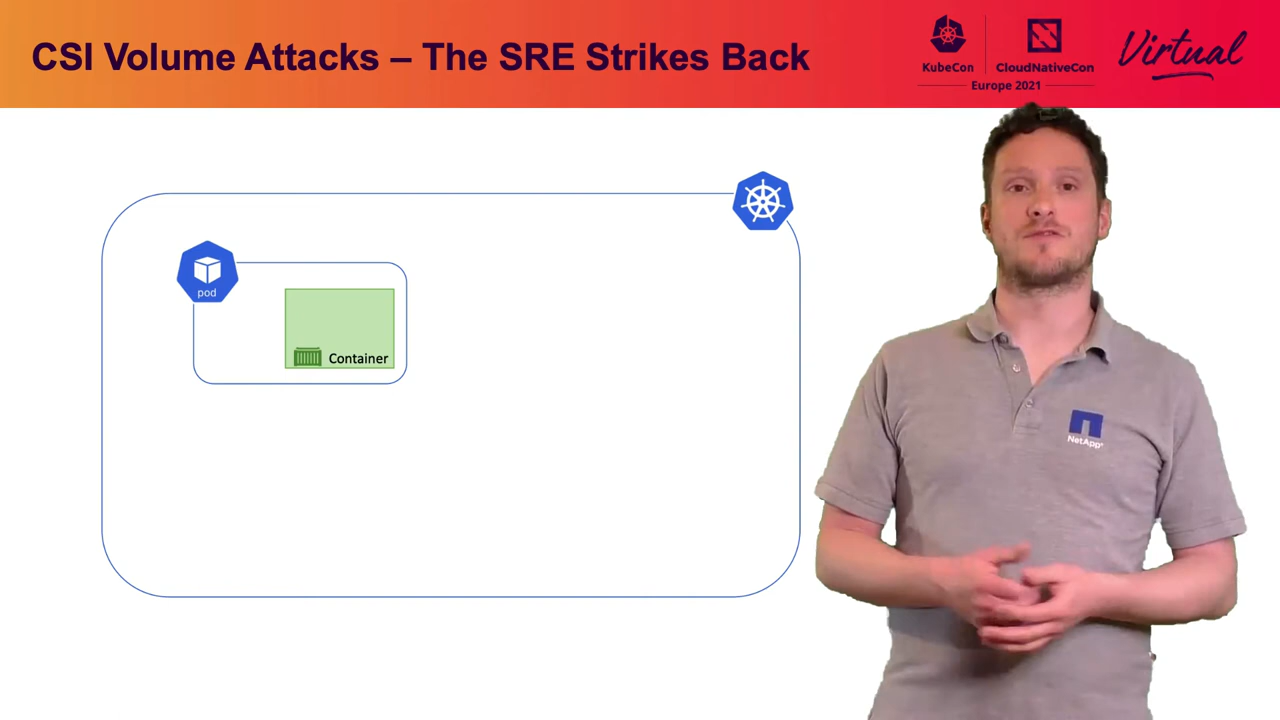 CSI Volume Attacks – The SRE Strikes Back
KubeCon
CloudNativeCon
Europe 2021
Virtual
pod
Container
NetApp